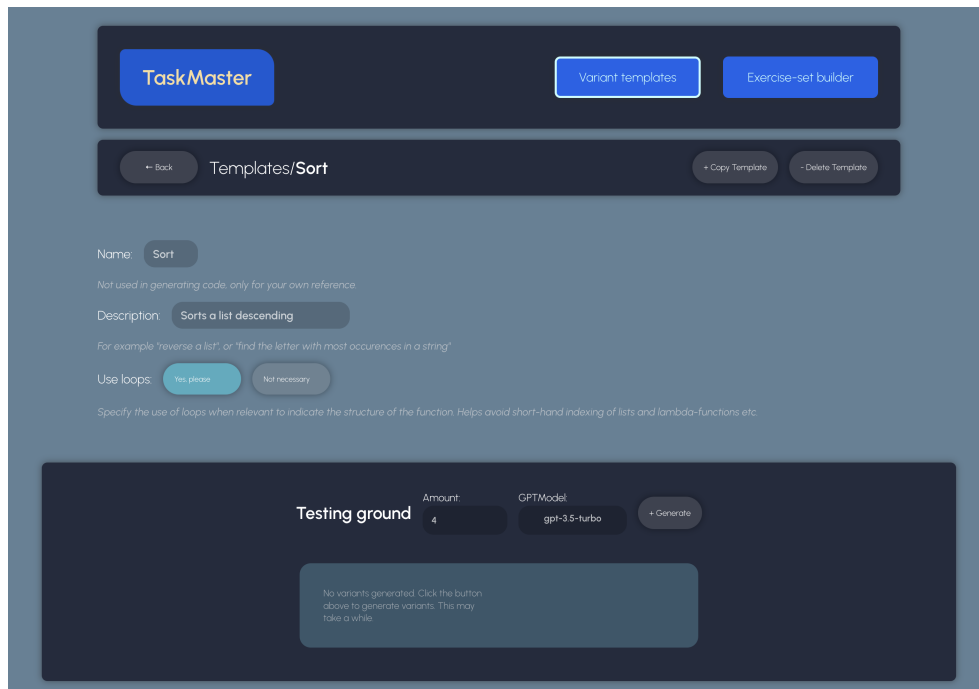 TaskMaster
Variant templates
Exercise-set builder
← Back
Templates/Sort
+ Copy Template
- Delete Template
Name:
Sort
Not used in generating code, only for your own reference.
Description:
Sorts a list descending
For example "reverse a list", or "find the letter with most occurences in a string"
Use loops:
Yes, please
Not necessary
Specify the use of loops when relevant to indicate the structure of the function. Helps avoid short-hand indexing of lists and lambda-functions etc.
Testing ground
Amount:
4
GPTModel:
gpt-3.5-turbo
+ Generate
No variants generated. Click the button
above to generate variants. This may
take a while.